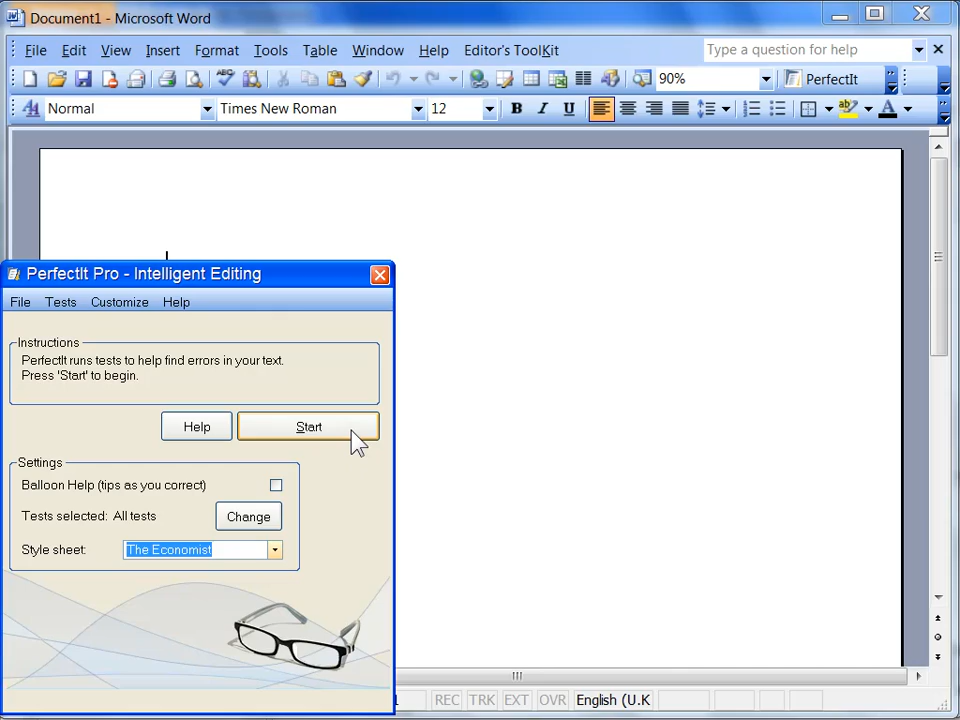 Document1 - Microsoft Word
File Edit View Insert Format Tools Table Window Help Editor's ToolKit Type a question for help
90% PerfectIt
Normal Times New Roman 12 B I U
PerfectIt Pro - Intelligent Editing
File Tests Customize Help
Instructions
PerfectIt runs tests to help find errors in your text.
Press 'Start' to begin.
Help Start
Settings
Balloon Help (tips as you correct)
Tests selected: All tests Change
Style sheet: The Economist
REC TRK EXT OVR English (U.K